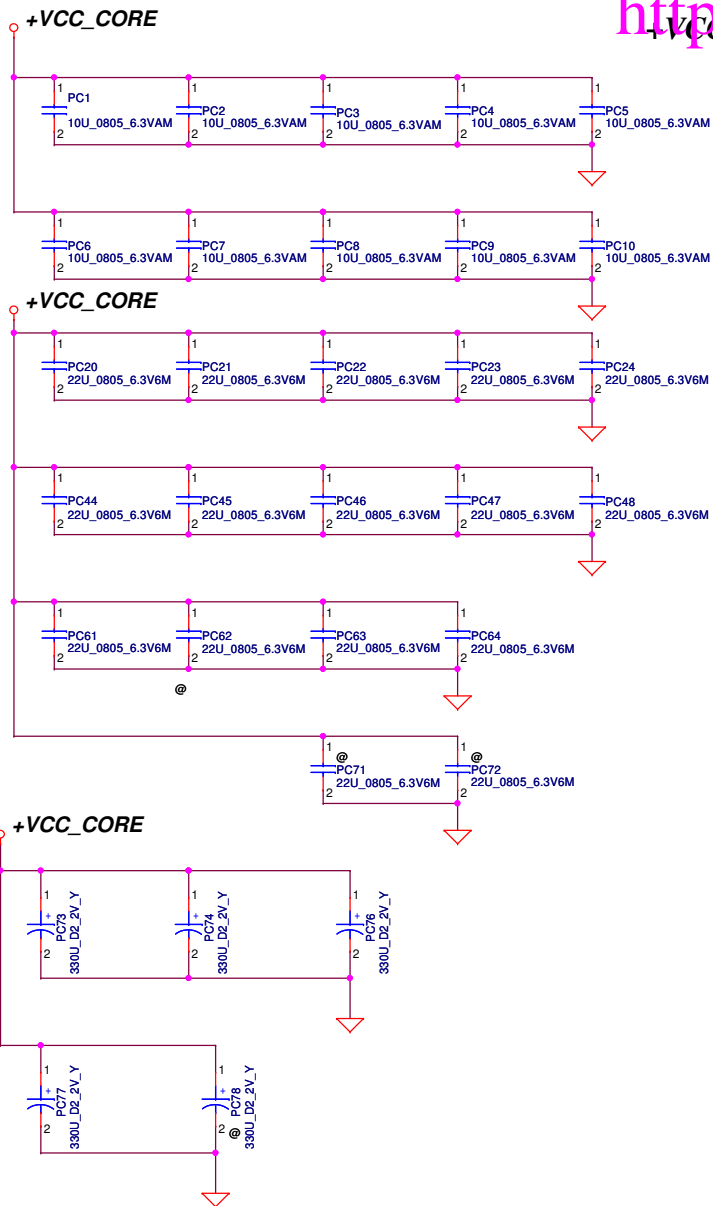 +VCC_CORE
http
+VCC
1 1 1 1 1
PC1 PC2 PC3 PC4 PC5
10U_0805_6.3VAM 10U_0805_6.3VAM 10U_0805_6.3VAM 10U_0805_6.3VAM 10U_0805_6.3VAM
2 2 2 2 2
1 1 1 1 1
PC6 PC7 PC8 PC9 PC10
10U_0805_6.3VAM 10U_0805_6.3VAM 10U_0805_6.3VAM 10U_0805_6.3VAM 10U_0805_6.3VAM
2 2 2 2 2
+VCC_CORE
1 1 1 1 1
PC20 PC21 PC22 PC23 PC24
22U_0805_6.3V6M 22U_0805_6.3V6M 22U_0805_6.3V6M 22U_0805_6.3V6M 22U_0805_6.3V6M
2 2 2 2 2
1 1 1 1 1
PC44 PC45 PC46 PC47 PC48
22U_0805_6.3V6M 22U_0805_6.3V6M 22U_0805_6.3V6M 22U_0805_6.3V6M 22U_0805_6.3V6M
2 2 2 2 2
1 1 1 1
PC61 PC62 PC63 PC64
22U_0805_6.3V6M 22U_0805_6.3V6M 22U_0805_6.3V6M 22U_0805_6.3V6M
2 2 2 2
@
1 1
@ @
PC71 PC72
22U_0805_6.3V6M 22U_0805_6.3V6M
2 2
+VCC_CORE
1 1 1
+ + +
PC73 PC74 PC76
330U_D2_2V_Y 330U_D2_2V_Y 330U_D2_2V_Y
2 2 2
1 1
+ +
PC77 PC78
330U_D2_2V_Y 330U_D2_2V_Y
2 2 @